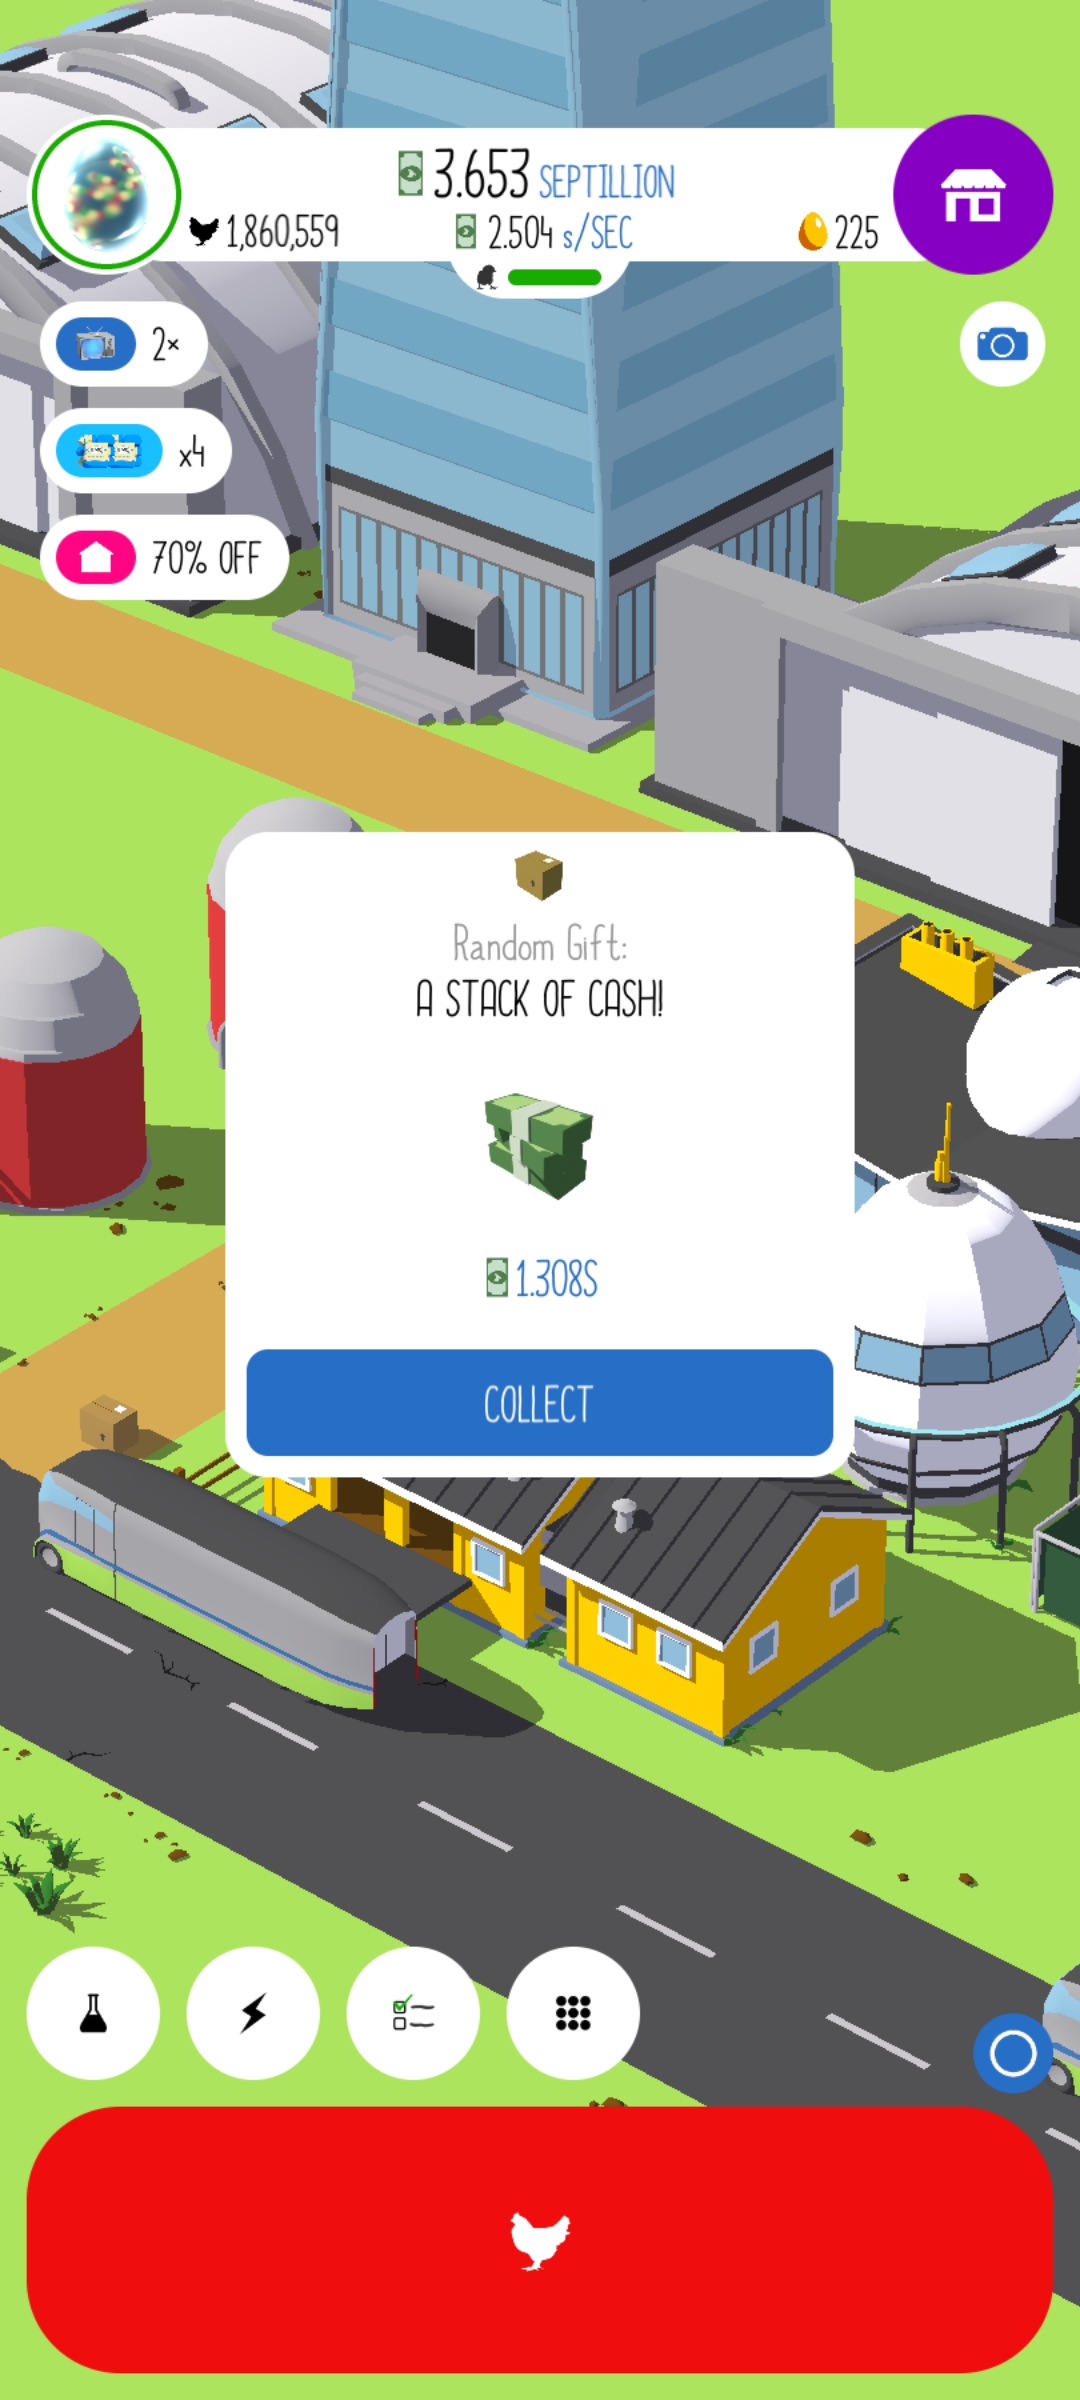 3.653 SEPTILLION
1,860,559
2.504 s/SEC
225
2×
x4
70% OFF
Random Gift:
A STACK OF CASH!
1.308S
COLLECT